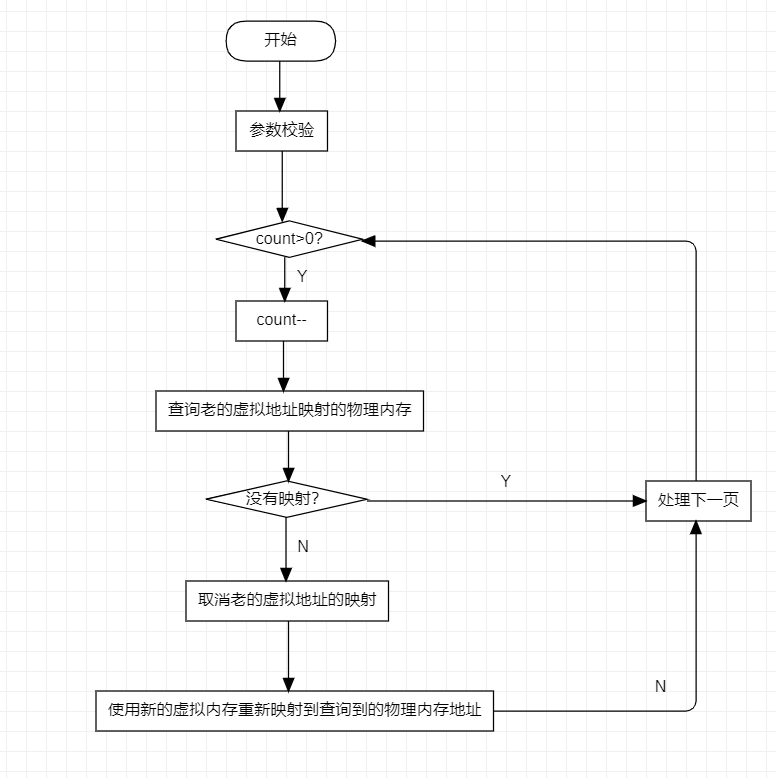 开始
参数校验
count>0?
Y
count--
查询老的虚拟地址映射的物理内存
没有映射?
Y
处理下一页
N
取消老的虚拟地址的映射
N
使用新的虚拟内存重新映射到查询到的物理内存地址